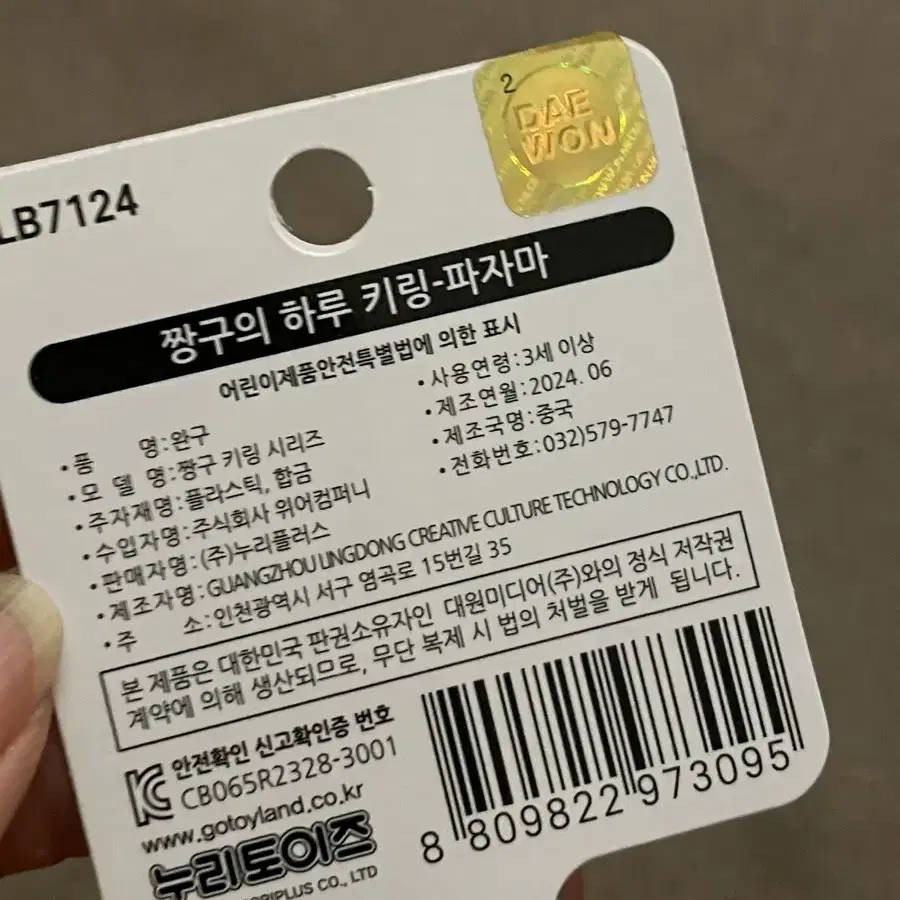 2
DAE
WON
LB7124
짱구의 하루 키링-파자마
어린이제품안전특별법에 의한 표시
• 품 명:완구
• 모 델 명:짱구 키링 시리즈
• 주자재명:플라스틱, 합금
• 수입자명:주식회사 위어컴퍼니
• 판매자명:(주)누리플러스
• 제조자명:GUANGZHOU LINGDONG CREATIVE CULTURE TECHNOLOGY CO.,LTD.
• 주 소:인천광역시 서구 염곡로 15번길 35
• 사용연령:3세 이상
• 제조연월:2024. 06
• 제조국명:중국
• 전화번호:032)579-7747
본 제품은 대한민국 판권소유자인 대원미디어(주)와의 정식 저작권
계약에 의해 생산되므로, 무단 복제 시 법의 처벌을 받게 됩니다.
안전확인 신고확인증 번호
CB065R2328-3001
www.gotoyland.co.kr
누리토이즈
CO., LTD
8 809822 973095